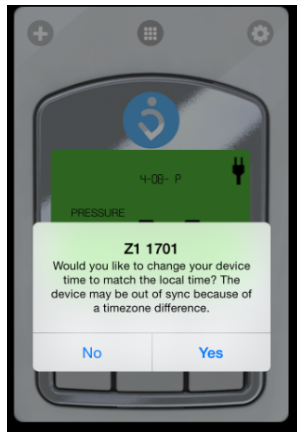 4-08- P
PRESSURE
Z1 1701
Would you like to change your device
time to match the local time? The
device may be out of sync because of
a timezone difference.
No
Yes